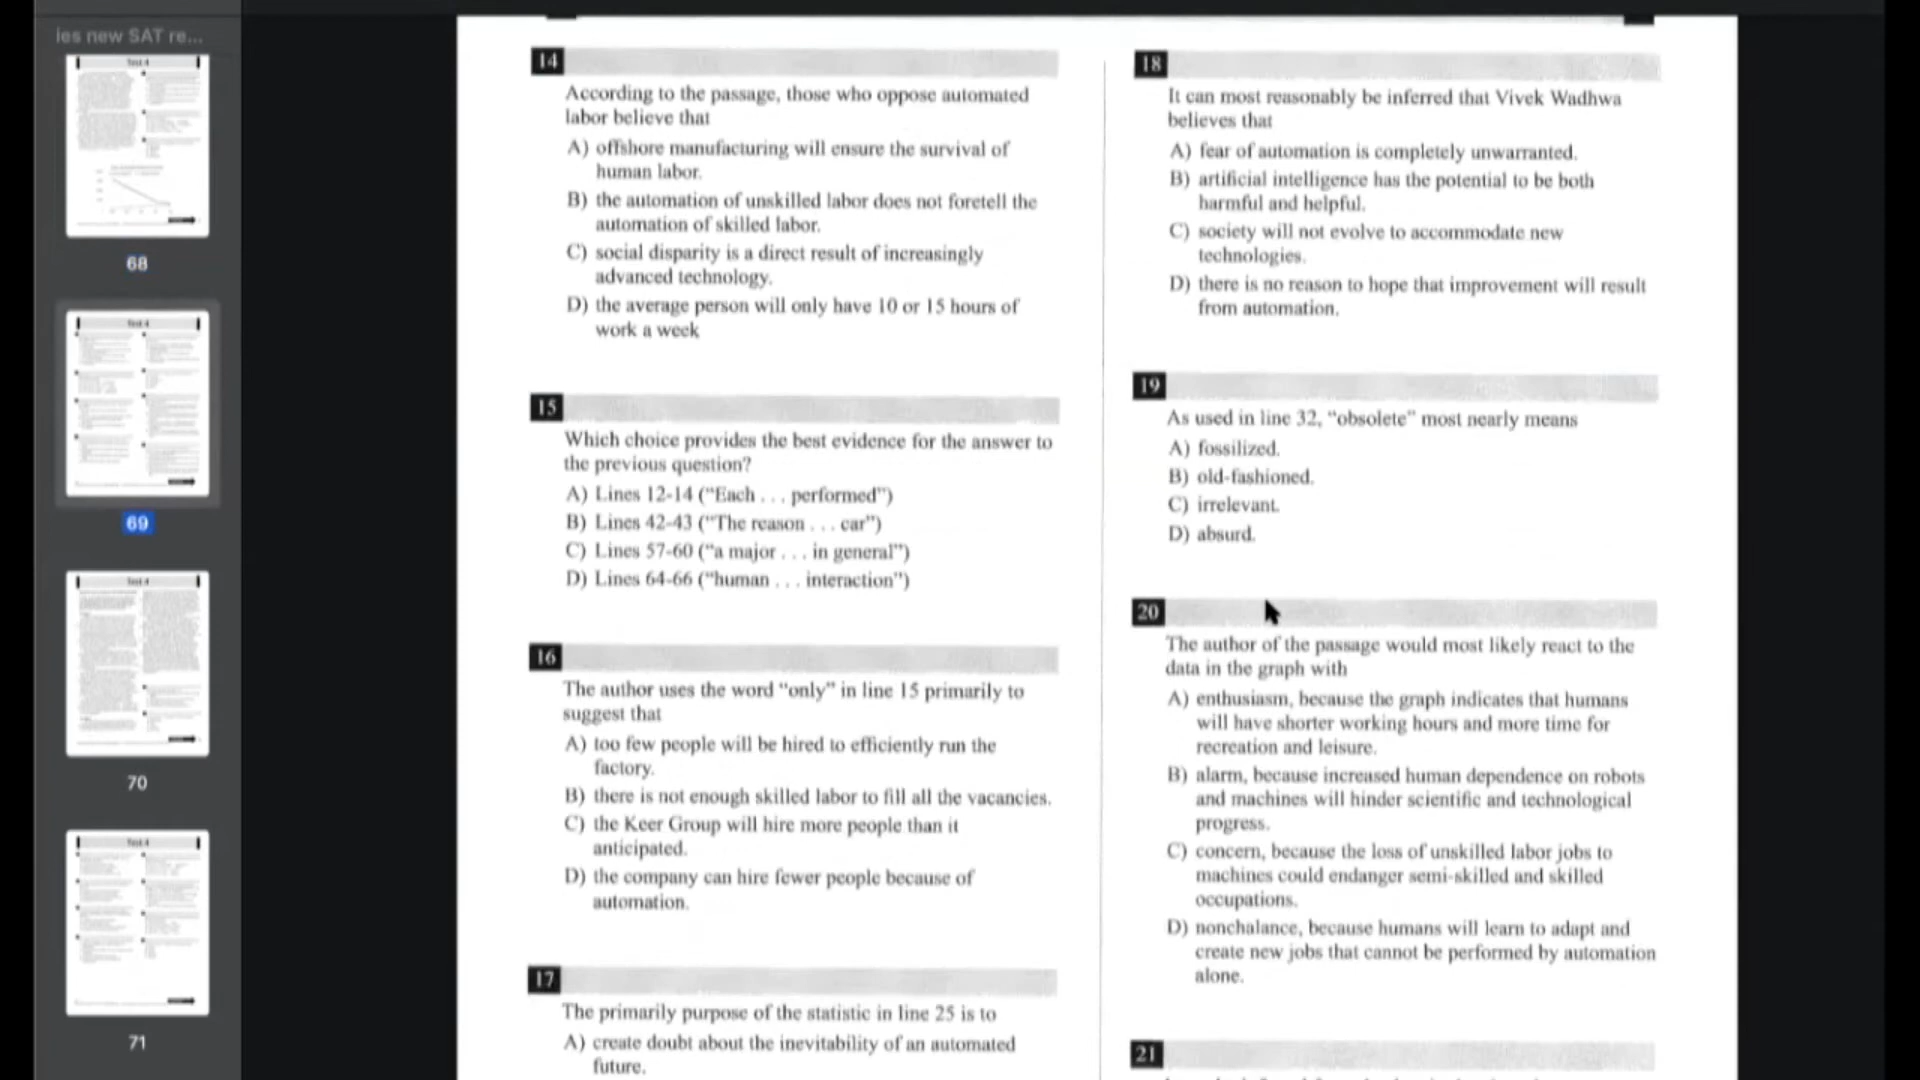 ies new SAT re...
Test 4
68
Test 4
69
Test 4
70
Test 4
71
14
According to the passage, those who oppose automated
labor believe that
A) offshore manufacturing will ensure the survival of
human labor.
B) the automation of unskilled labor does not foretell the
automation of skilled labor.
C) social disparity is a direct result of increasingly
advanced technology.
D) the average person will only have 10 or 15 hours of
work a week
15
Which choice provides the best evidence for the answer to
the previous question?
A) Lines 12-14 ("Each . . . performed")
B) Lines 42-43 ("The reason . . . car")
C) Lines 57-60 ("a major . . . in general")
D) Lines 64-66 ("human . . . interaction")
16
The author uses the word "only" in line 15 primarily to
suggest that
A) too few people will be hired to efficiently run the
factory.
B) there is not enough skilled labor to fill all the vacancies.
C) the Keer Group will hire more people than it
anticipated.
D) the company can hire fewer people because of
automation.
17
The primarily purpose of the statistic in line 25 is to
A) create doubt about the inevitability of an automated
future.
18
It can most reasonably be inferred that Vivek Wadhwa
believes that
A) fear of automation is completely unwarranted.
B) artificial intelligence has the potential to be both
harmful and helpful.
C) society will not evolve to accommodate new
technologies.
D) there is no reason to hope that improvement will result
from automation.
19
As used in line 32, "obsolete" most nearly means
A) fossilized.
B) old-fashioned.
C) irrelevant.
D) absurd.
20
The author of the passage would most likely react to the
data in the graph with
A) enthusiasm, because the graph indicates that humans
will have shorter working hours and more time for
recreation and leisure.
B) alarm, because increased human dependence on robots
and machines will hinder scientific and technological
progress.
C) concern, because the loss of unskilled labor jobs to
machines could endanger semi-skilled and skilled
occupations.
D) nonchalance, because humans will learn to adapt and
create new jobs that cannot be performed by automation
alone.
21